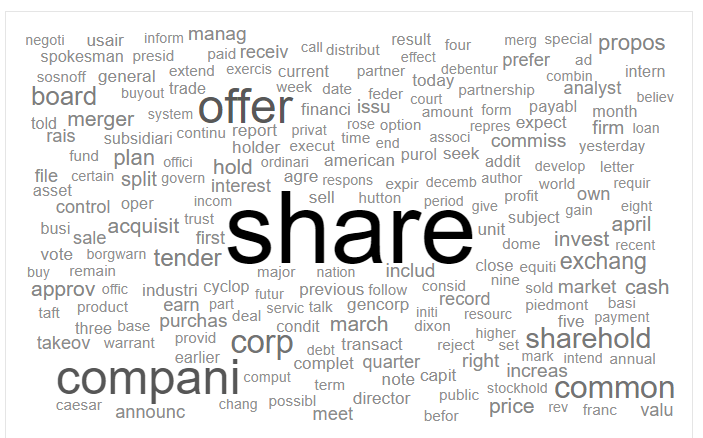 negoti usair inform manag call distribut result four merg special propos
spokesman presid paid receiv effect prefer ad
sosnoff general extend exercis current partner debentur combin intern
board buyout trade offer week date feder today partnership analyst believ
told merger system financi issu court amount form payabl month
rais subsidiari continu report privat rose option repres expect firm loan
fund plan offici holder execut time end associ commiss yesterday
file certain split govern hold ordinari american purol seek addit develop letter
asset interest agre respons expir decemb author world requir
control oper incom share sell hutton period give profit own
busi acquisit trust unit subject gain eight
sale first dome invest april recent
vote borgwarn tender major nation includ close equiti exchang
buy remain
approv offic industri cyclop futur previous follow consid nine sold market cash
taft product earn part servic talk gencorp record resourc piedmont basi
three base purchas deal condit march initi dixon five payment
takeov warrant provid corp debt transact reject higher set sharehold
earlier complet quarter right mark intend annual
compani comput term note capit increas
caesar announc chang possibl director public stockhold common
meet befor price rev franc valu